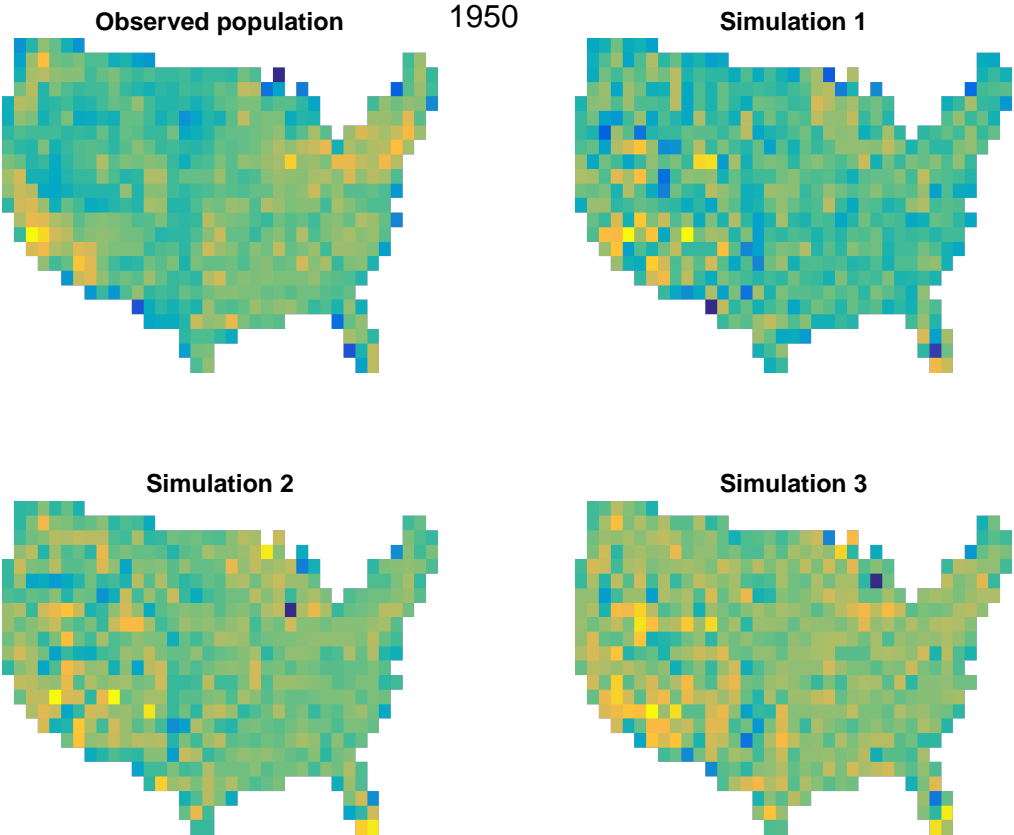 1950
Observed population
Simulation 1
Simulation 2
Simulation 3